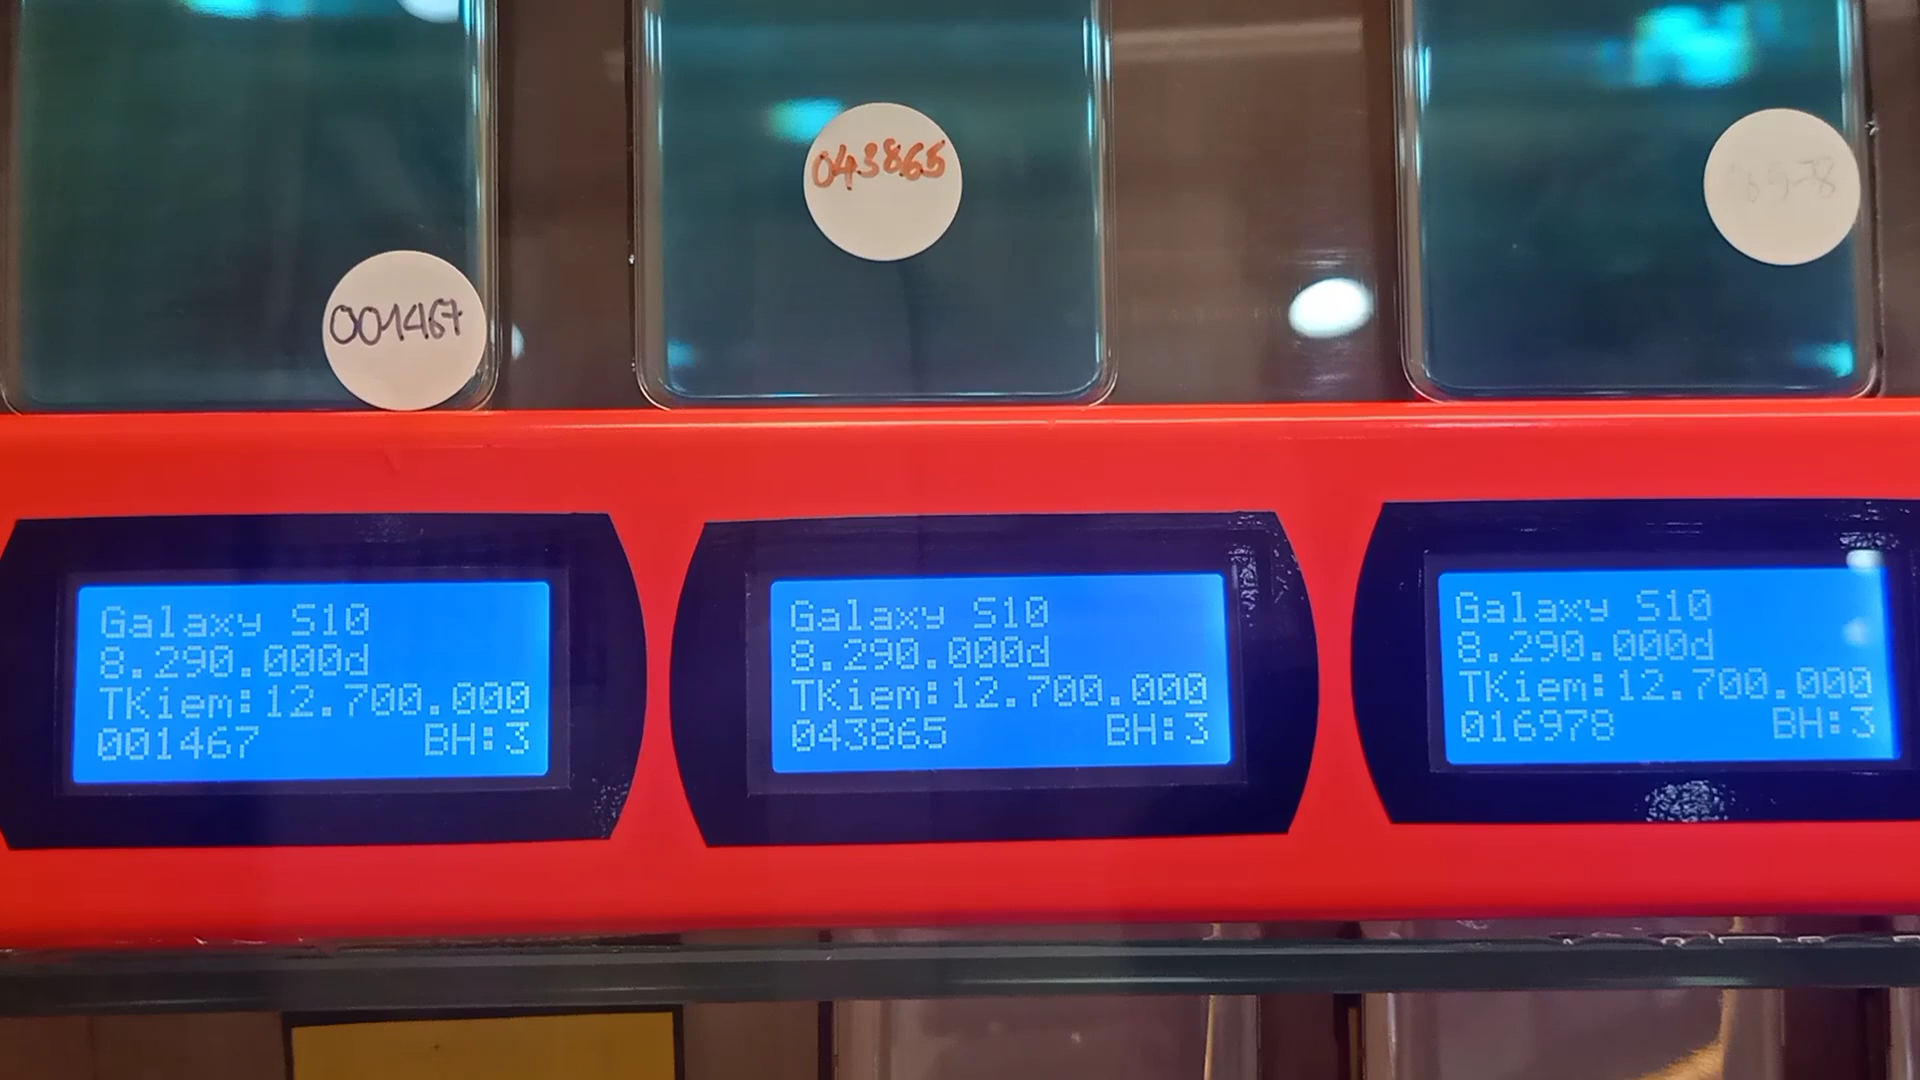 001467
043865
Galaxy S10
8.290.000d
TKiem:12.700.000
001467 BH:3
Galaxy S10
8.290.000d
TKiem:12.700.000
043865 BH:3
Galaxy S10
8.290.000d
TKiem:12.700.000
016978 BH:3